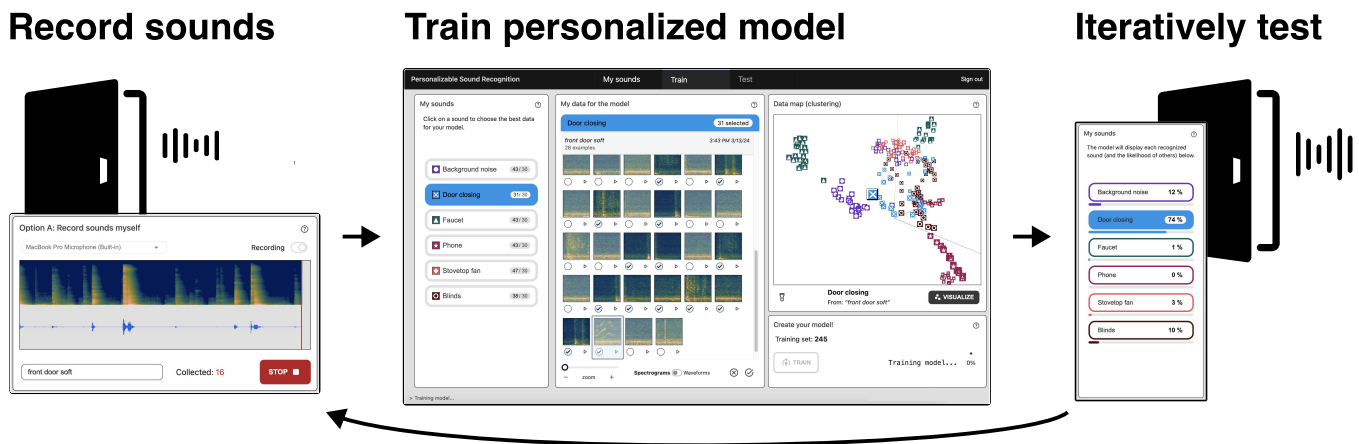 Record sounds
Train personalized model
Iteratively test
Option A: Record sounds myself
MacBook Pro Microphone (Built-in)
Recording
front door soft
Collected: 16
STOP
Personalizable Sound Recognition
My sounds
Train
Test
Sign out
My sounds
Click on a sound to choose the best data
for your model.
Background noise
43/30
Door closing
31/30
Faucet
43/30
Phone
43/30
Stovetop fan
47/30
Blinds
38/30
My data for the model
Door closing
31 selected
front door soft
3:43 PM 3/13/24
28 examples
− zoom +
Spectrograms
Waveforms
Data map (clustering)
Door closing
From: "front door soft"
VISUALIZE
Create your model!
Training set: 245
TRAIN
Training model...
0%
> Training model...
My sounds
The model will display each recognized
sound (and the likelihood of others) below.
Background noise 12 %
Door closing 74 %
Faucet 1 %
Phone 0 %
Stovetop fan 3 %
Blinds 10 %